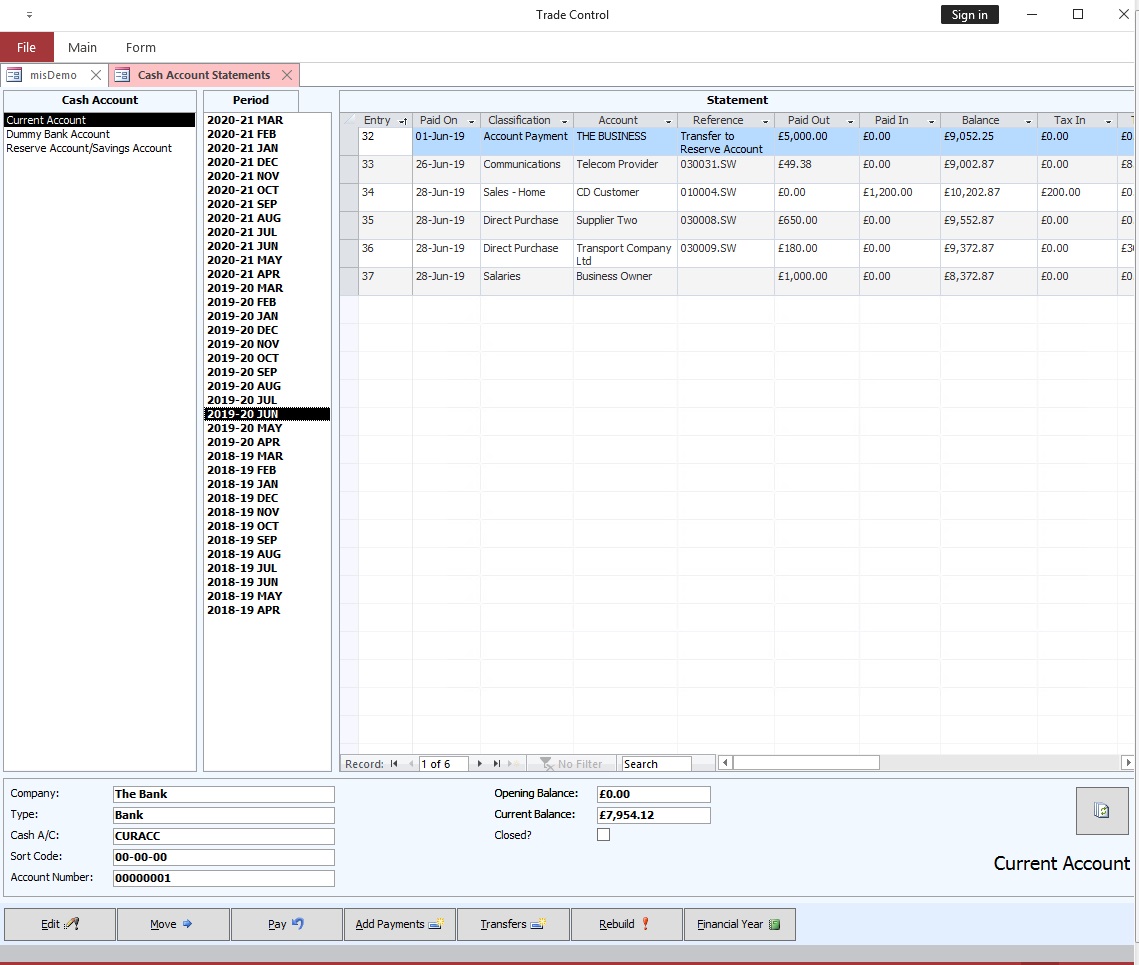 Trade Control
Sign in
File Main Form
misDemo Cash Account Statements
Cash Account
Current Account
Dummy Bank Account
Reserve Account/Savings Account
Period
2020-21 MAR
2020-21 FEB
2020-21 JAN
2020-21 DEC
2020-21 NOV
2020-21 OCT
2020-21 SEP
2020-21 AUG
2020-21 JUL
2020-21 JUN
2020-21 MAY
2020-21 APR
2019-20 MAR
2019-20 FEB
2019-20 JAN
2019-20 DEC
2019-20 NOV
2019-20 OCT
2019-20 SEP
2019-20 AUG
2019-20 JUL
2019-20 JUN
2019-20 MAY
2019-20 APR
2018-19 MAR
2018-19 FEB
2018-19 JAN
2018-19 DEC
2018-19 NOV
2018-19 OCT
2018-19 SEP
2018-19 AUG
2018-19 JUL
2018-19 JUN
2018-19 MAY
2018-19 APR
Statement
Entry Paid On Classification Account Reference Paid Out Paid In Balance Tax In
32 01-Jun-19 Account Payment THE BUSINESS Transfer to £5,000.00 £0.00 £9,052.25 £0.00 £0.
Reserve Account
33 26-Jun-19 Communications Telecom Provider 030031.SW £49.38 £0.00 £9,002.87 £0.00 £8.
34 28-Jun-19 Sales - Home CD Customer 010004.SW £0.00 £1,200.00 £10,202.87 £200.00 £0.
35 28-Jun-19 Direct Purchase Supplier Two 030008.SW £650.00 £0.00 £9,552.87 £0.00 £0.
36 28-Jun-19 Direct Purchase Transport Company 030009.SW £180.00 £0.00 £9,372.87 £0.00
Ltd
37 28-Jun-19 Salaries Business Owner £1,000.00 £0.00 £8,372.87 £0.00 £0.
Record: 1 of 6 No Filter Search
Company: The Bank
Type: Bank
Cash A/C: CURACC
Sort Code: 00-00-00
Account Number: 00000001
Opening Balance: £0.00
Current Balance: £7,954.12
Closed?
Current Account
Edit Move Pay Add Payments Transfers Rebuild Financial Year